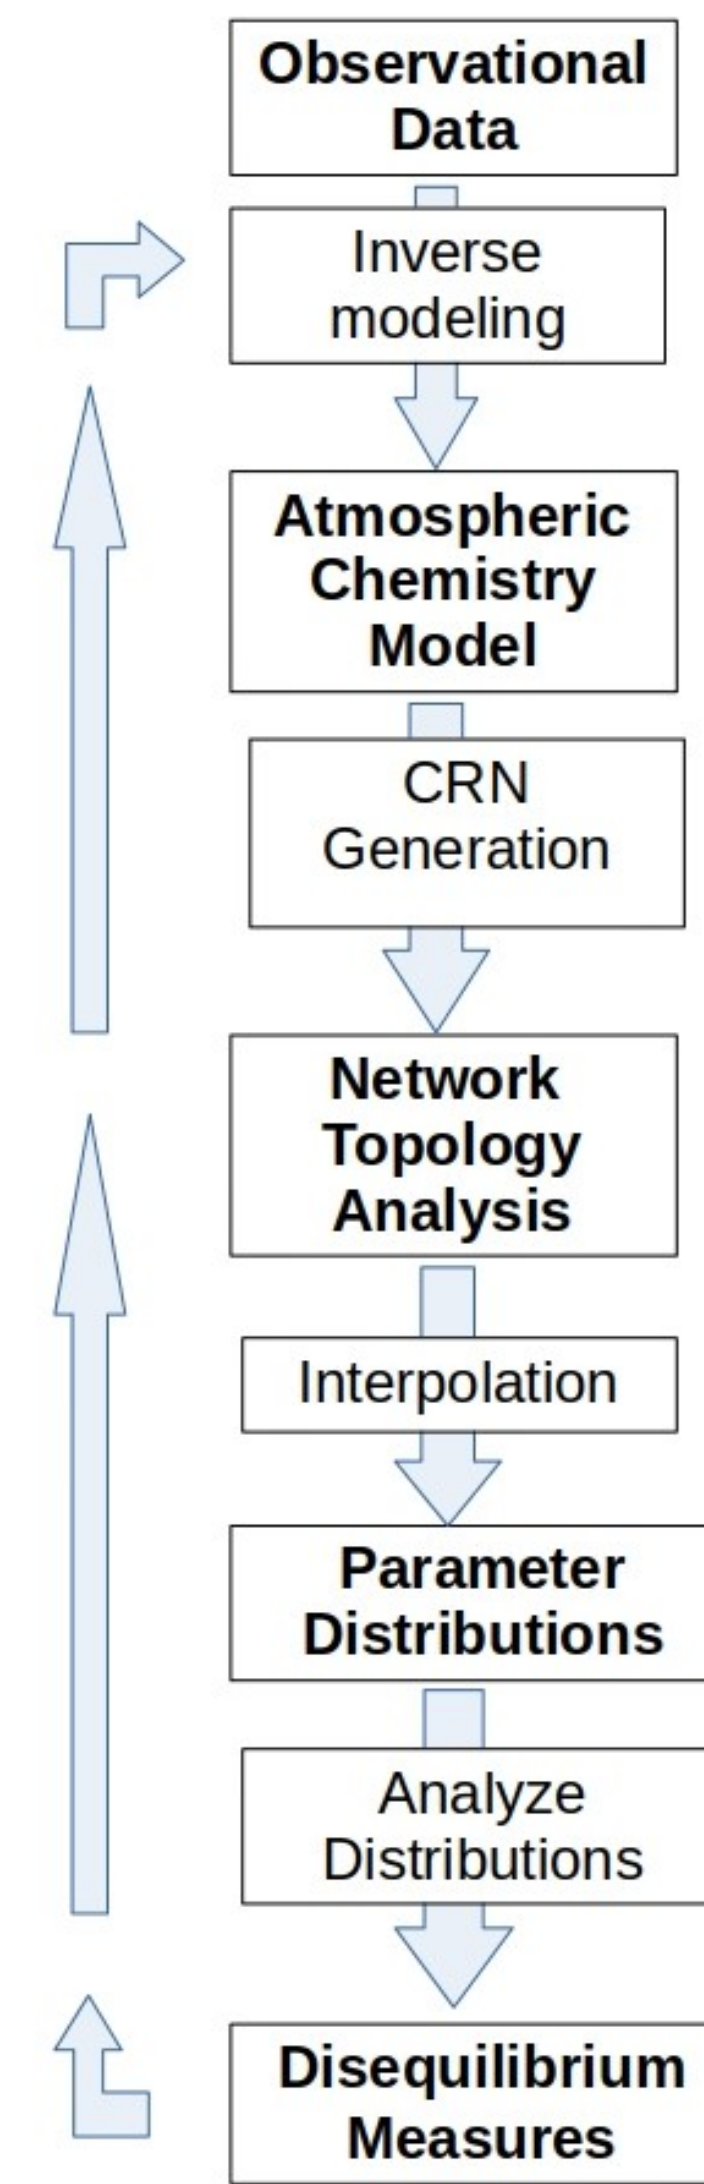 Observational
Data
Inverse
modeling
Atmospheric
Chemistry
Model
CRN
Generation
Network
Topology
Analysis
Interpolation
Parameter
Distributions
Analyze
Distributions
Disequilibrium
Measures